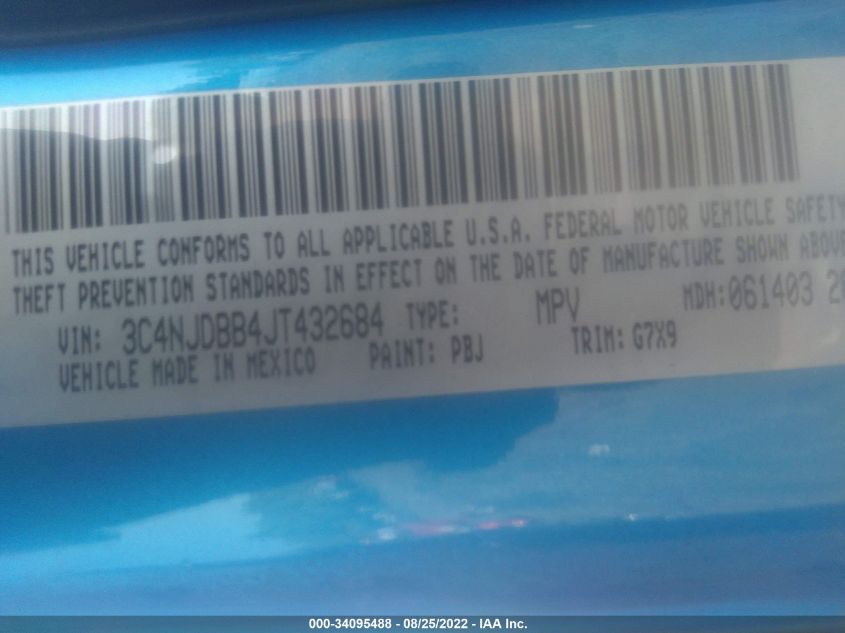 THIS VEHICLE CONFORMS TO ALL APPLICABLE U.S.A. FEDERAL MOTOR VEHICLE SAFETY
THEFT PREVENTION STANDARDS IN EFFECT ON THE DATE OF MANUFACTURE SHOWN ABOVE
VIN: 3C4NJDBB4JT432684 TYPE: MPV MDH:061403 2
VEHICLE MADE IN MEXICO PAINT: PBJ TRIM: G7X9
000-34095488 - 08/25/2022 - IAA Inc.